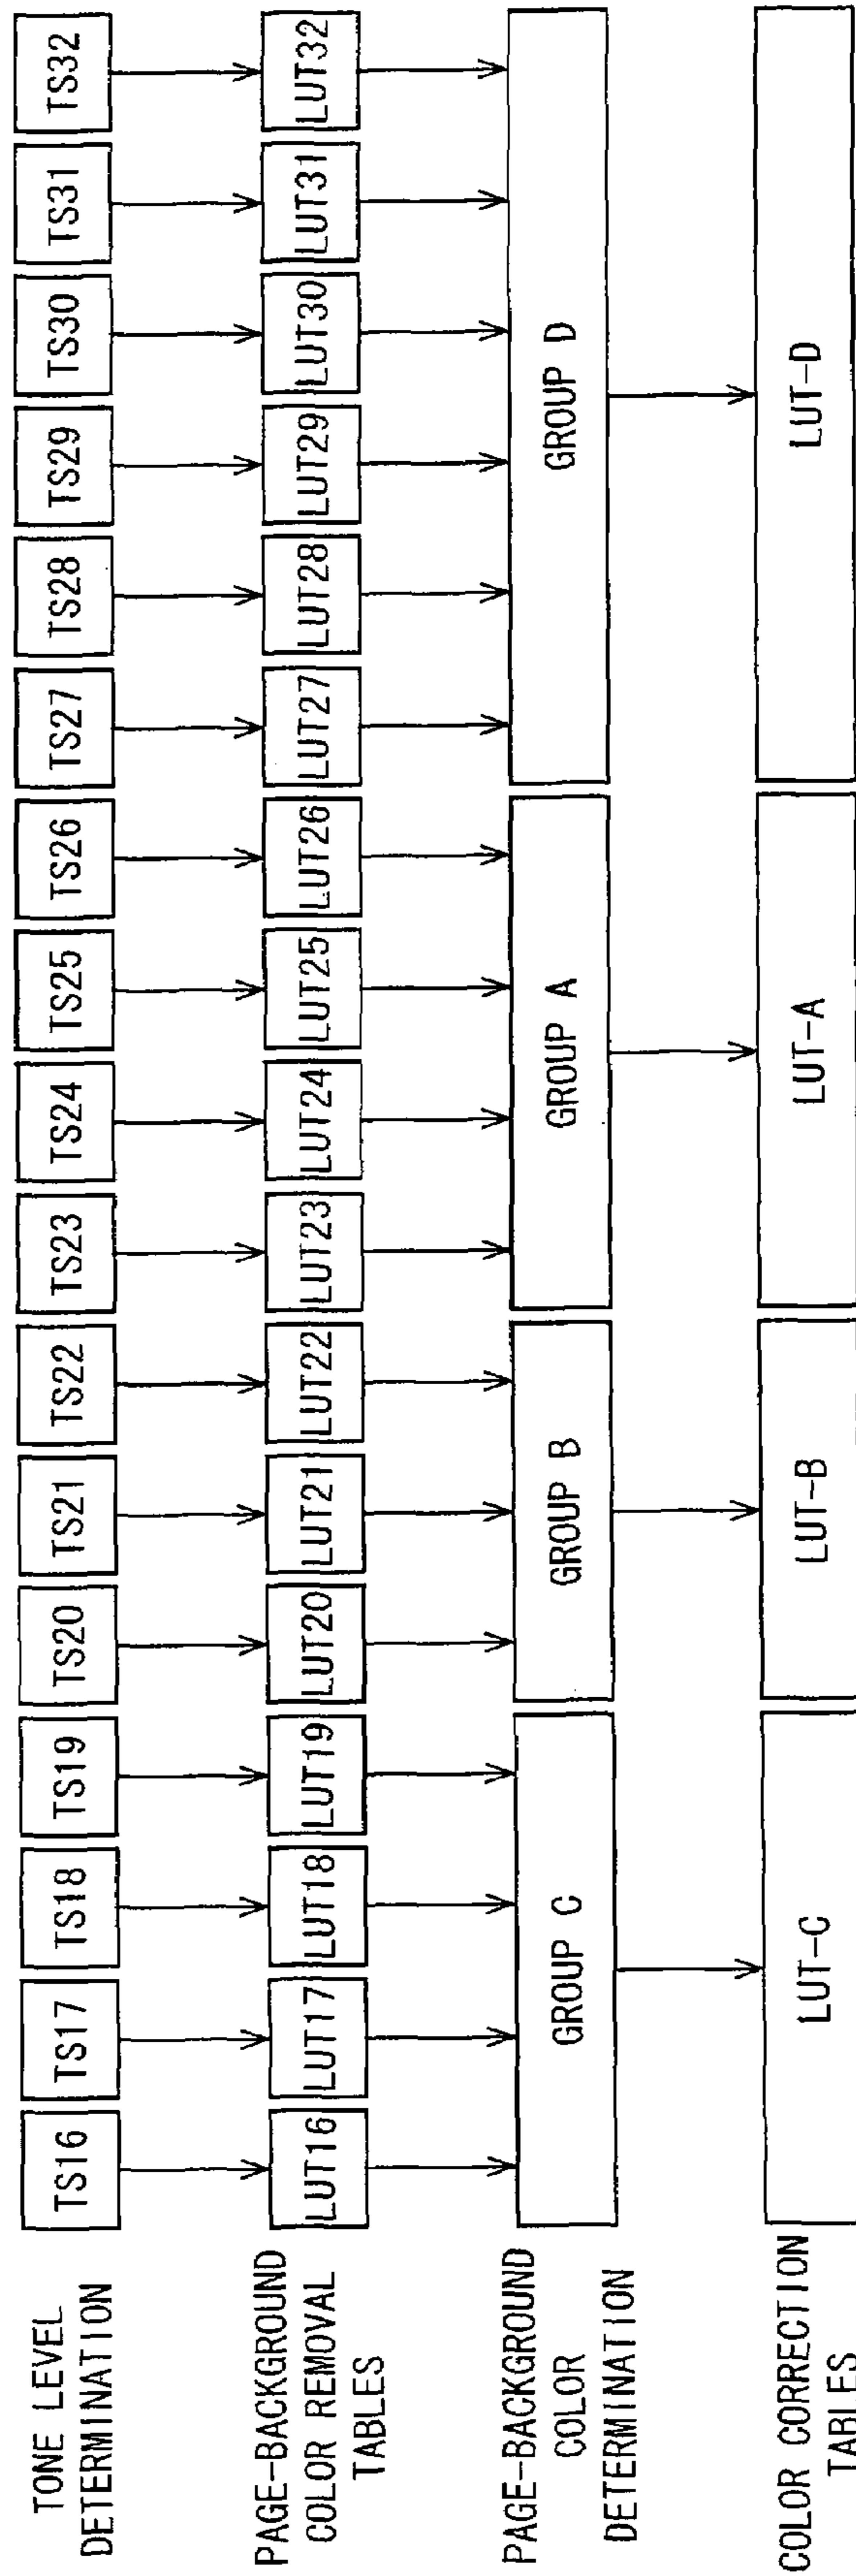 TONE LEVEL
DETERMINATION
TS16
TS17
TS18
TS19
TS20
TS21
TS22
TS23
TS24
TS25
TS26
TS27
TS28
TS29
TS30
TS31
TS32
PAGE-BACKGROUND
COLOR REMOVAL
TABLES
LUT16
LUT17
LUT18
LUT19
LUT20
LUT21
LUT22
LUT23
LUT24
LUT25
LUT26
LUT27
LUT28
LUT29
LUT30
LUT31
LUT32
PAGE-BACKGROUND
COLOR
DETERMINATION
GROUP C
GROUP B
GROUP A
GROUP D
COLOR CORRECTION
TABLES
LUT-C
LUT-B
LUT-A
LUT-D